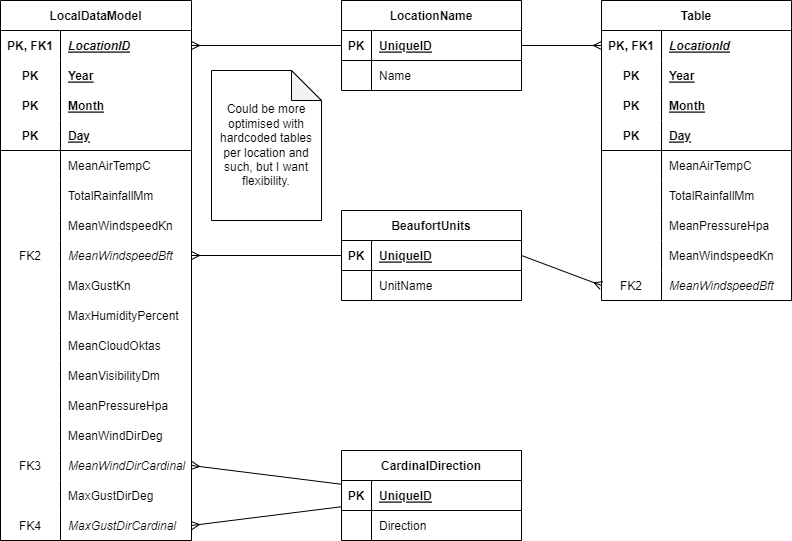 LocalDataModel
PK, FK1 LocationID
PK Year
PK Month
PK Day
MeanAirTempC
TotalRainfallMm
MeanWindspeedKn
FK2 MeanWindspeedBft
MaxGustKn
MaxHumidityPercent
MeanCloudOktas
MeanVisibilityDm
MeanPressureHpa
MeanWindDirDeg
FK3 MeanWindDirCardinal
MaxGustDirDeg
FK4 MaxGustDirCardinal
Could be more
optimised with
hardcoded tables
per location and
such, but I want
flexibility.
LocationName
PK UniqueID
Name
BeaufortUnits
PK UniqueID
UnitName
CardinalDirection
PK UniqueID
Direction
Table
PK, FK1 LocationId
PK Year
PK Month
PK Day
MeanAirTempC
TotalRainfallMm
MeanPressureHpa
MeanWindspeedKn
FK2 MeanWindspeedBft